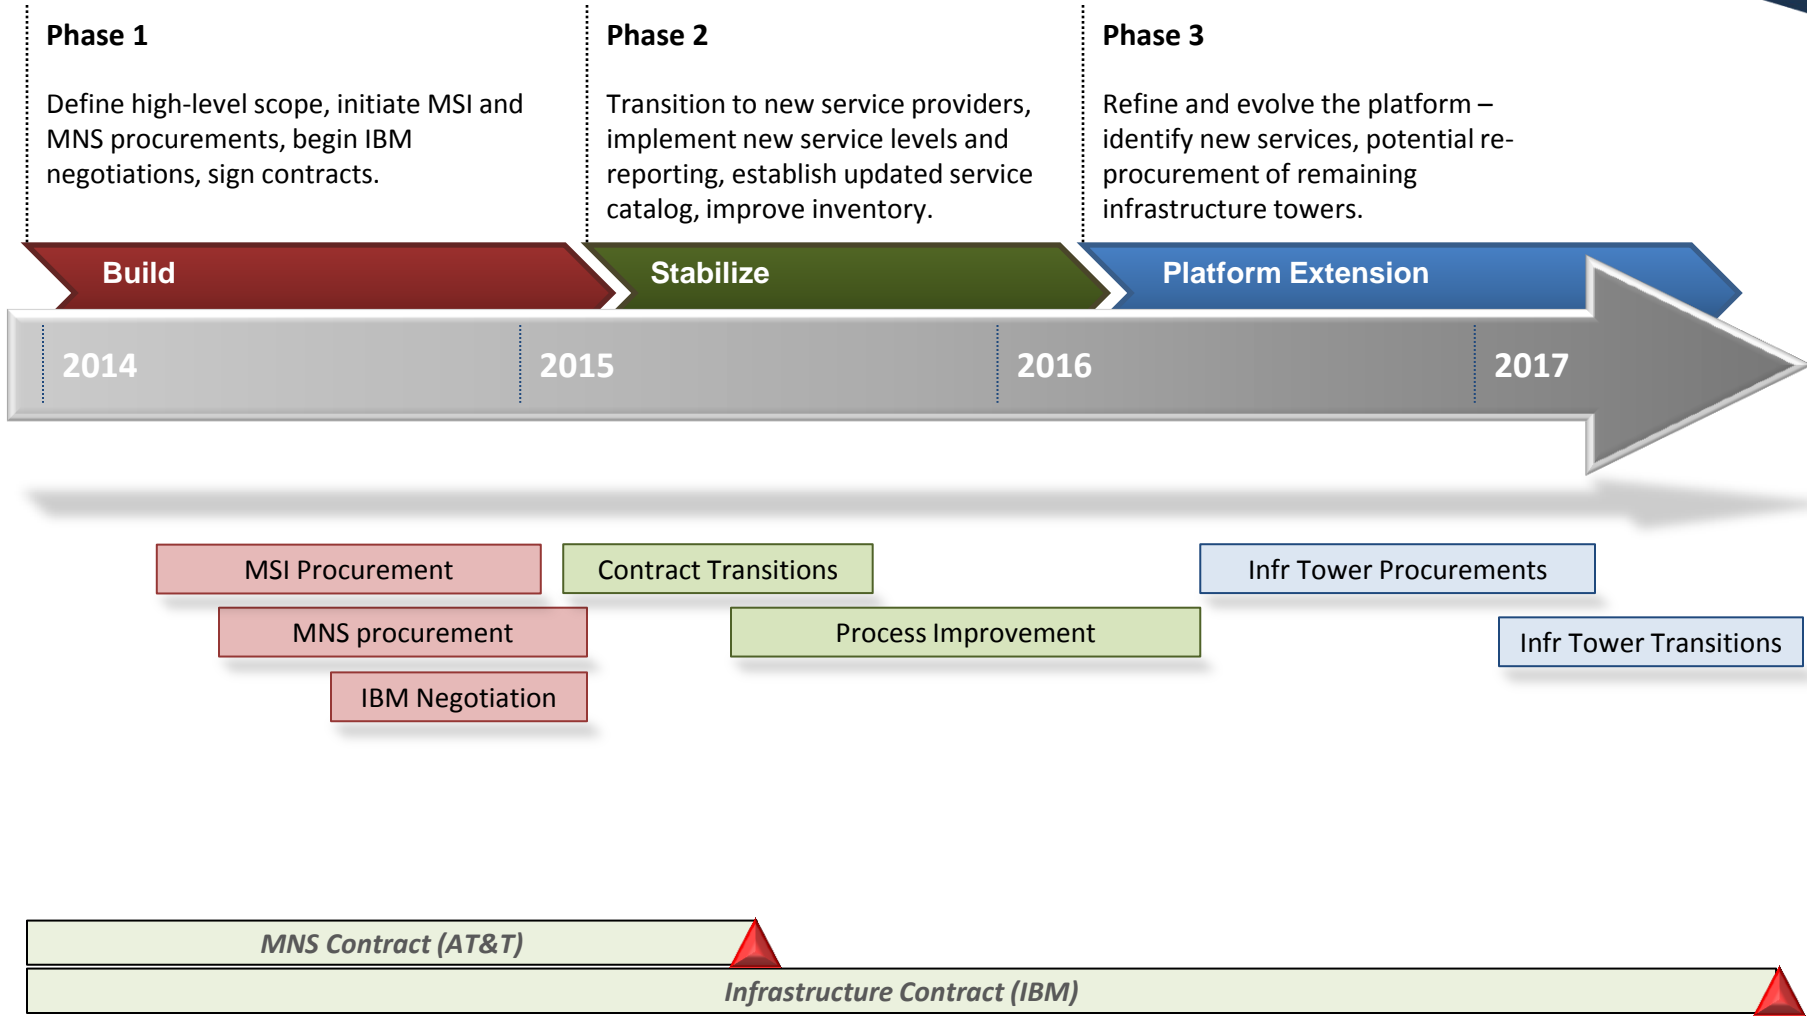 Phase 1
Define high-level scope, initiate MSI and
MNS procurements, begin IBM
negotiations, sign contracts.
Phase 2
Transition to new service providers,
implement new service levels and
reporting, establish updated service
catalog, improve inventory.
Phase 3
Refine and evolve the platform –
identify new services, potential re-
procurement of remaining
infrastructure towers.
Build
Stabilize
Platform Extension
2014
2015
2016
2017
MSI Procurement
Contract Transitions
Infr Tower Procurements
MNS procurement
Process Improvement
Infr Tower Transitions
IBM Negotiation
MNS Contract (AT&T)
Infrastructure Contract (IBM)